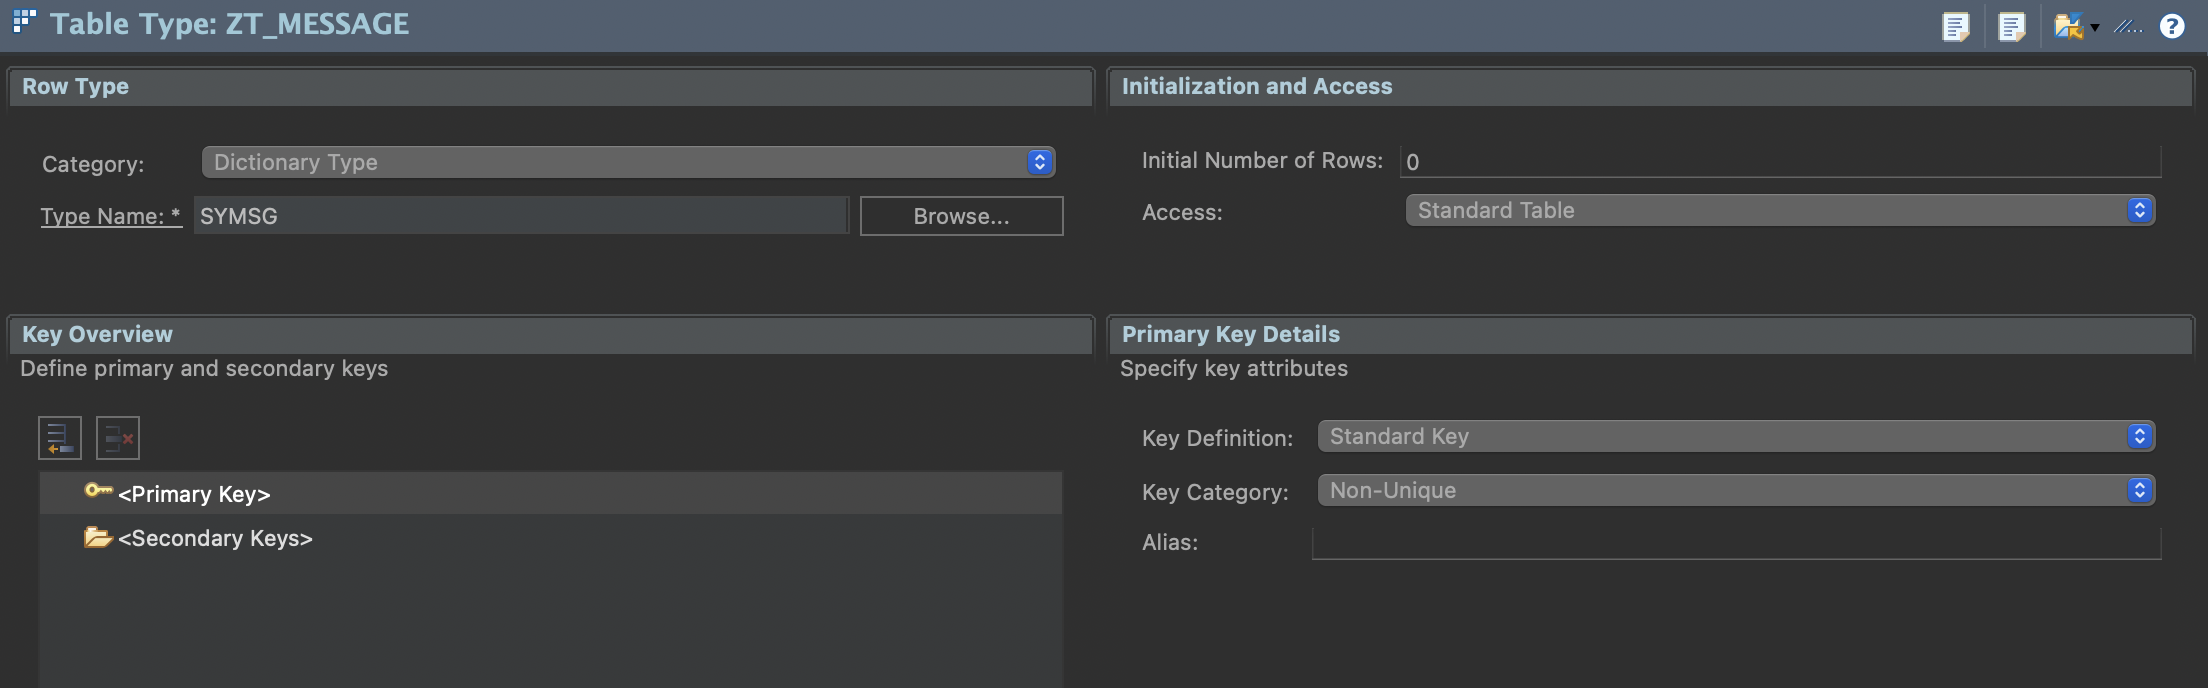 Table Type: ZT_MESSAGE
Row Type
Category: Dictionary Type
Type Name: * SYMSG Browse...
Initialization and Access
Initial Number of Rows: 0
Access: Standard Table
Key Overview
Define primary and secondary keys
<Primary Key>
<Secondary Keys>
Primary Key Details
Specify key attributes
Key Definition: Standard Key
Key Category: Non-Unique
Alias: